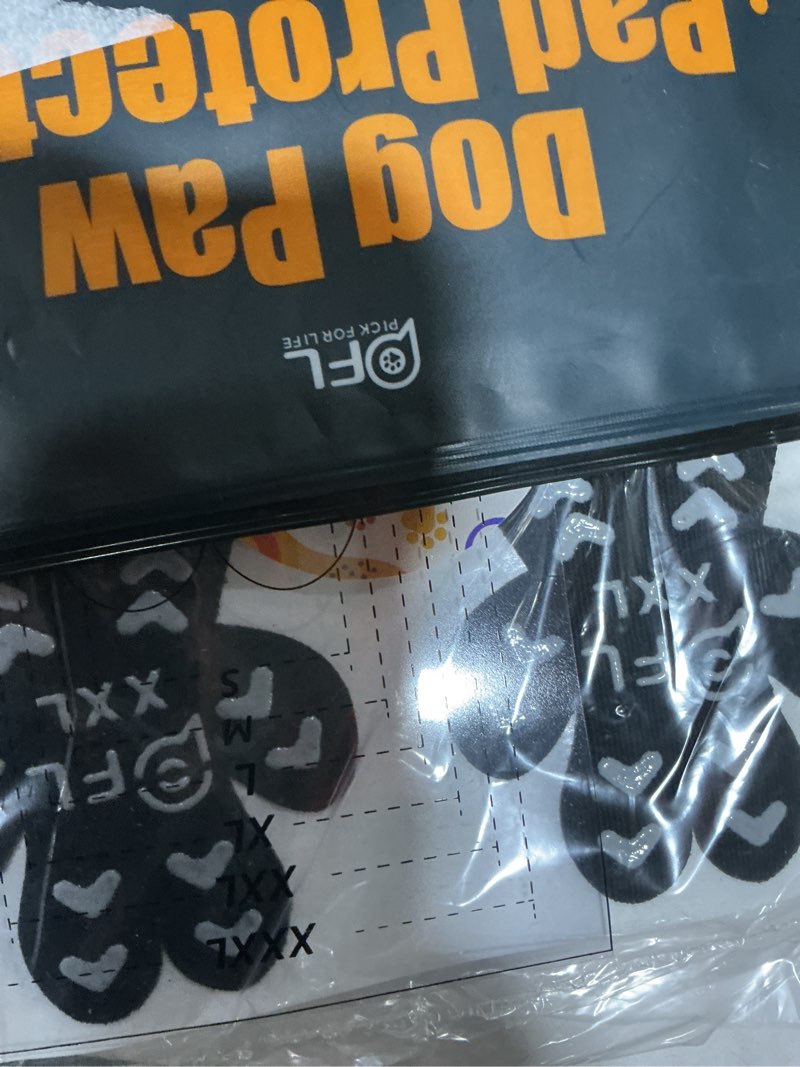 XXXL
XXL
XL
L
M
S
PFL
XXL
PFL
XXL
PFL
PICK FOR LIFE
Dog Paw
Pad Protect